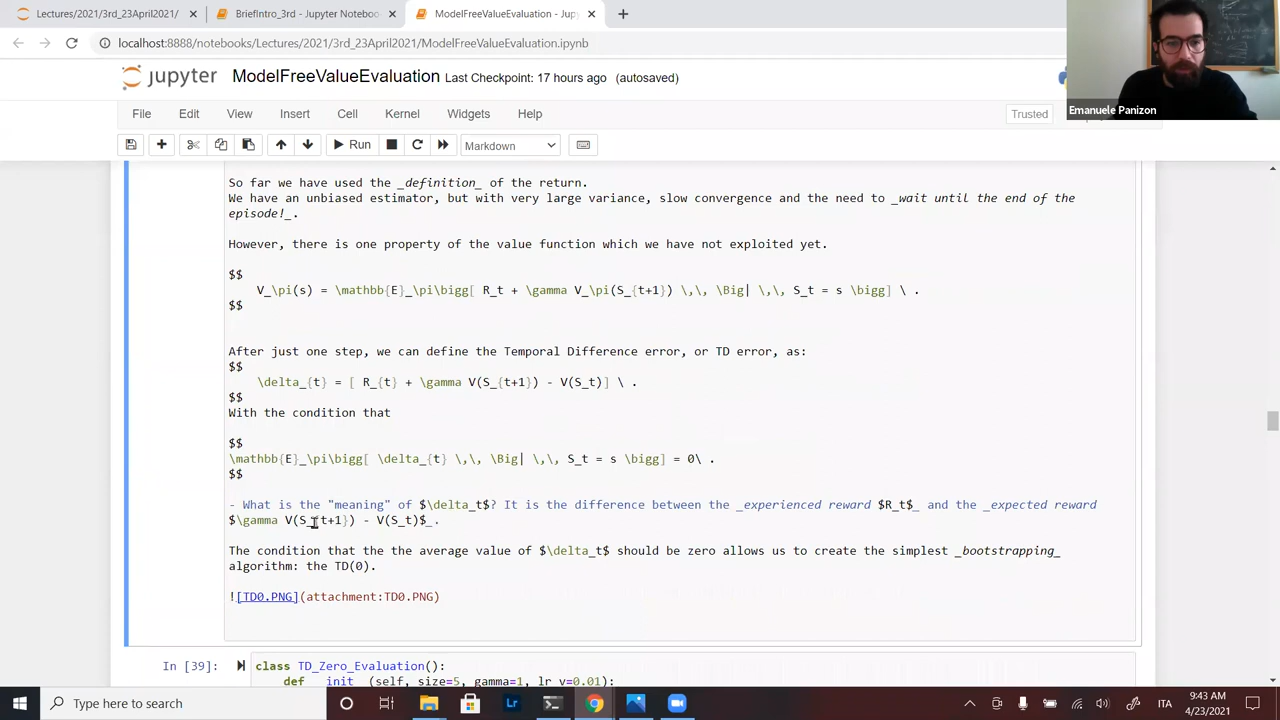 Lectures/2021/3rd_23April2021/
BriefIntro_3rd - Jupyter Notebook
ModelFreeValueEvaluation - Jup
localhost:8888/notebooks/Lectures/2021/3rd_23April2021/ModelFreeValueEvaluation.ipynb
jupyter ModelFreeValueEvaluation Last Checkpoint: 17 hours ago (autosaved)
Emanuele Panizon
File Edit View Insert Cell Kernel Widgets Help
Trusted
Run
Markdown
So far we have used the _definition_ of the return.
We have an unbiased estimator, but with very large variance, slow convergence and the need to _wait until the end of the
episode!_.
However, there is one property of the value function which we have not exploited yet.
$$
V_\pi(s) = \mathbb{E}_\pi\bigg[ R_t + \gamma V_\pi(S_{t+1}) \,\, \Big| \,\, S_t = s \bigg] \ .
$$
After just one step, we can define the Temporal Difference error, or TD error, as:
$$
\delta_{t} = [ R_{t} + \gamma V(S_{t+1}) - V(S_t)] \ .
$$
With the condition that
$$
\mathbb{E}_\pi\bigg[ \delta_{t} \,\, \Big| \,\, S_t = s \bigg] = 0\ .
$$
- What is the "meaning" of $\delta_t$? It is the difference between the _experienced reward $R_t$_ and the _expected reward
$\gamma V(S_{t+1}) - V(S_t)$_.
The condition that the the average value of $\delta_t$ should be zero allows us to create the simplest _bootstrapping_
algorithm: the TD(0).
![TD0.PNG](attachment:TD0.PNG)
In [39]:
class TD_Zero_Evaluation():
def __init__(self, size=5, gamma=1, lr_v=0.01):
Type here to search
ITA
9:43 AM
4/23/2021